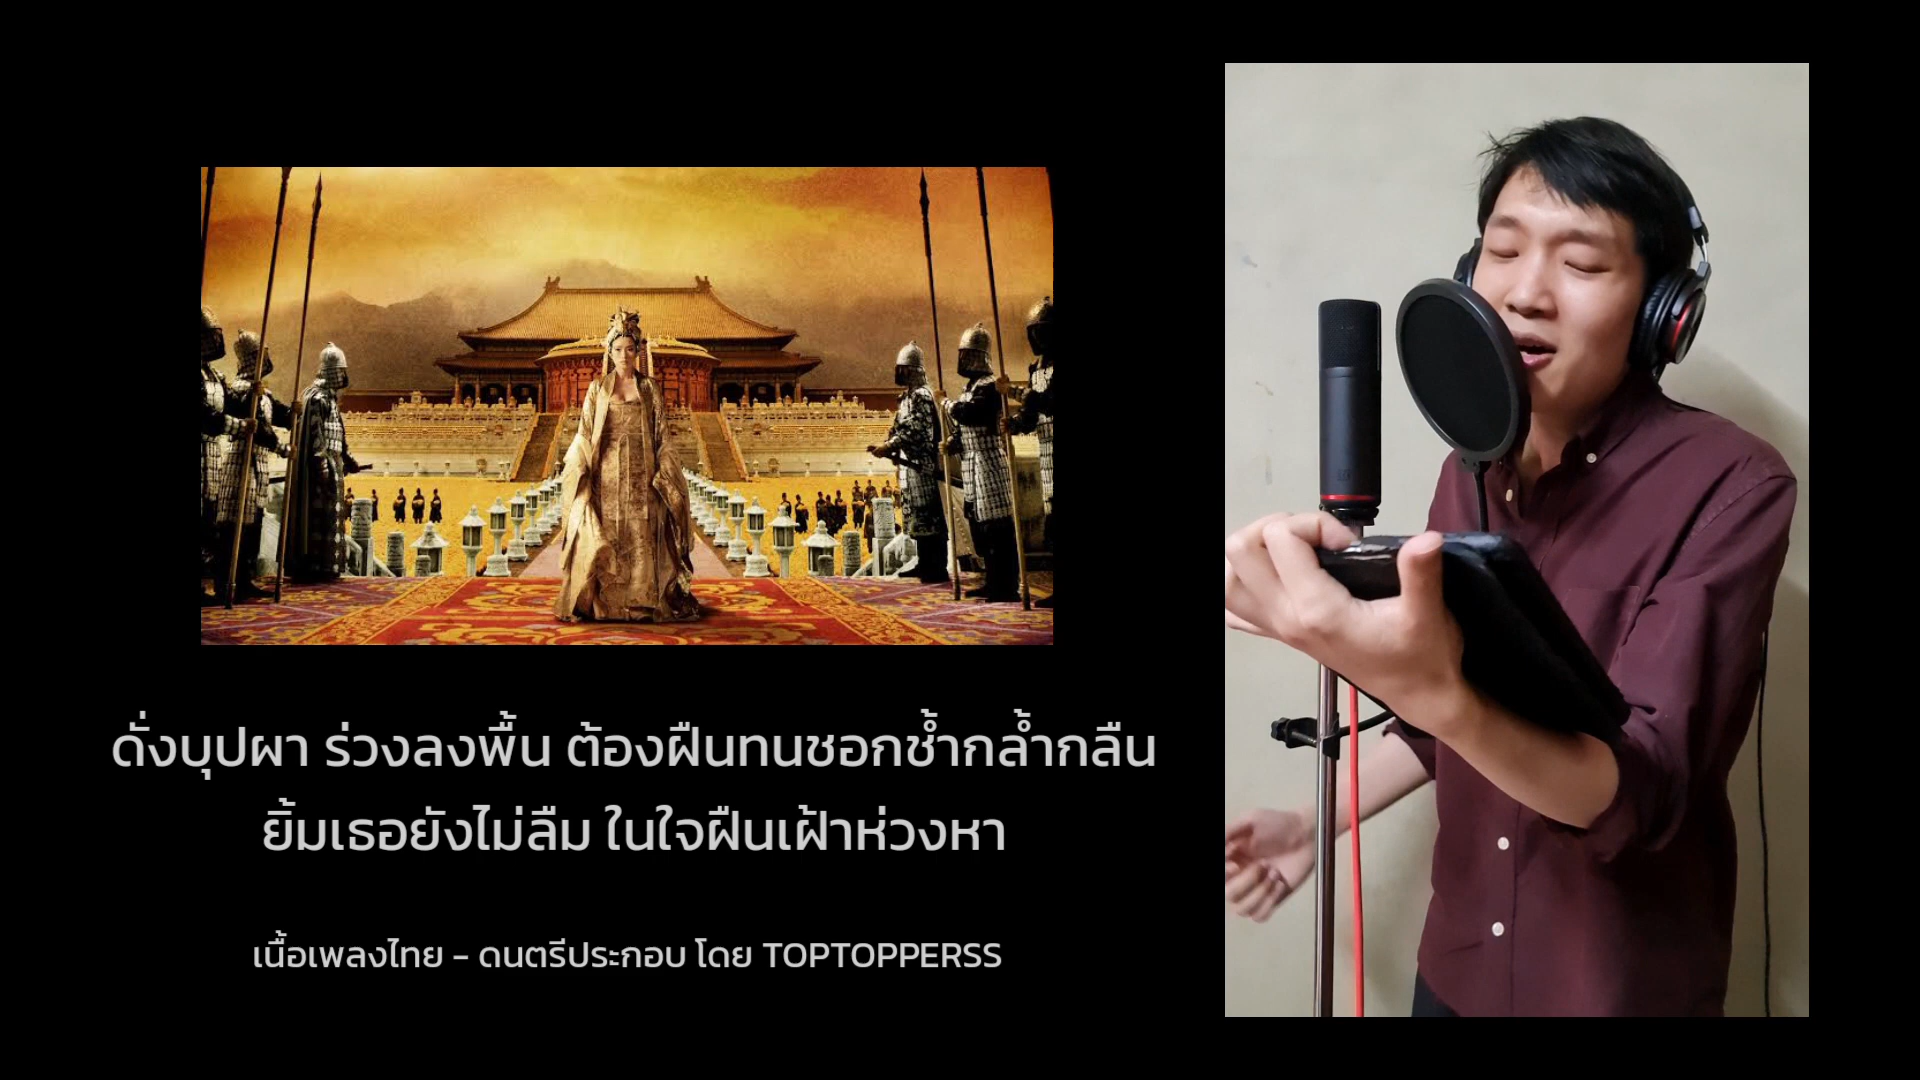 ดั่งบุปผา ร่วงลงพื้น ต้องฝืนทนชอกช้ำกล้ำกลืน
ยิ้มเธอยังไม่ลืม ในใจฝืนเฝ้าห่วงหา
เนื้อเพลงไทย - ดนตรีประกอบ โดย TOPTOPPERSS